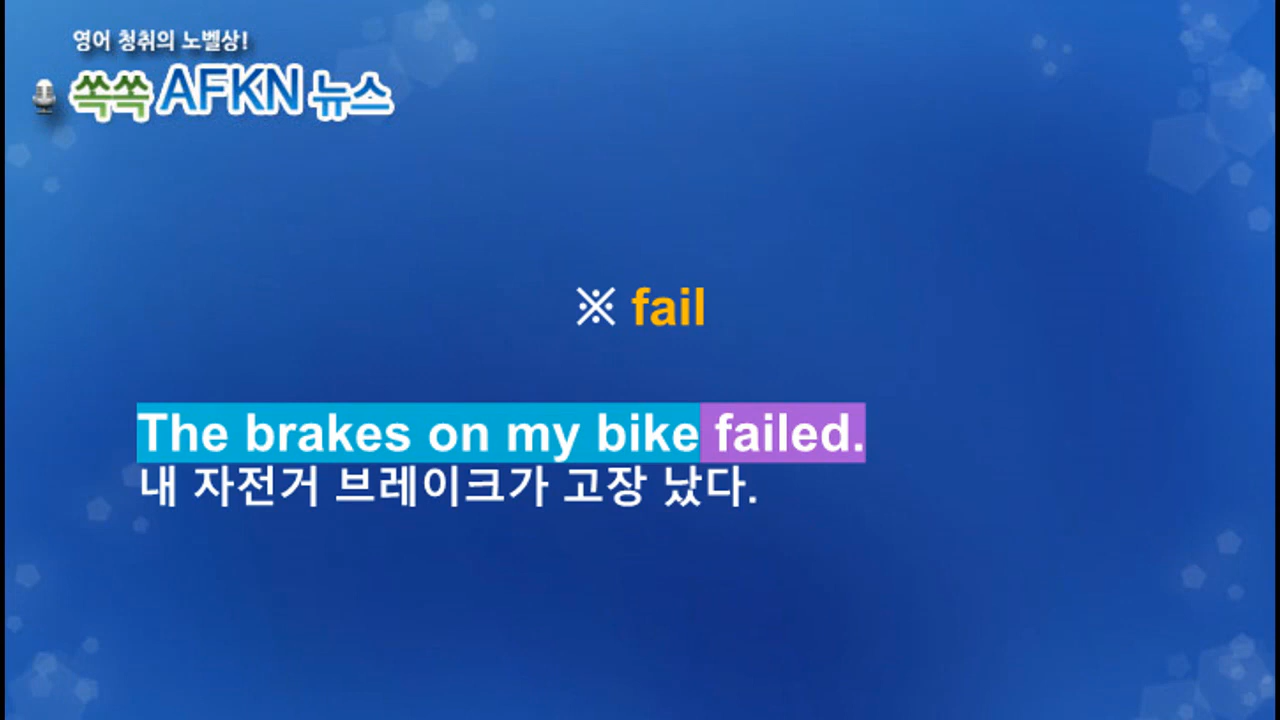 영어 청취의 노벨상!
쏙쏙 AFKN 뉴스
※ fail
The brakes on my bike failed.
내 자전거 브레이크가 고장 났다.